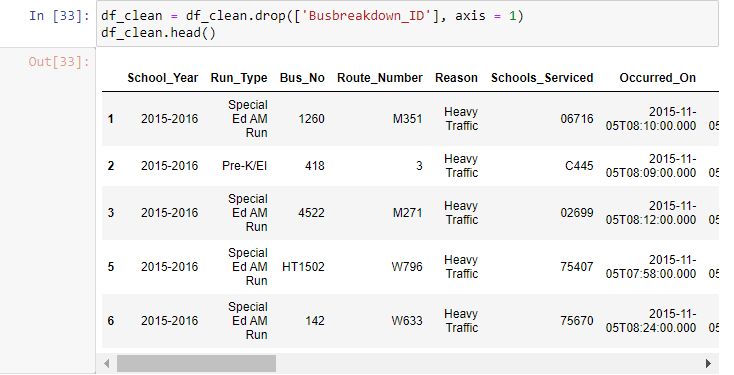 In [33]: df_clean = df_clean.drop(['Busbreakdown_ID'], axis = 1)
df_clean.head()
Out[33]:
School_Year Run_Type Bus_No Route_Number Reason Schools_Serviced Occurred_On
1 2015-2016 Special Ed AM Run 1260 M351 Heavy Traffic 06716 2015-11-05T08:10:00.000 05
2 2015-2016 Pre-K/EI 418 3 Heavy Traffic C445 2015-11-05T08:09:00.000 05
3 2015-2016 Special Ed AM Run 4522 M271 Heavy Traffic 02699 2015-11-05T08:12:00.000 05
5 2015-2016 Special Ed AM Run HT1502 W796 Heavy Traffic 75407 2015-11-05T07:58:00.000 05
6 2015-2016 Special Ed AM Run 142 W633 Heavy Traffic 75670 2015-11-05T08:24:00.000 05